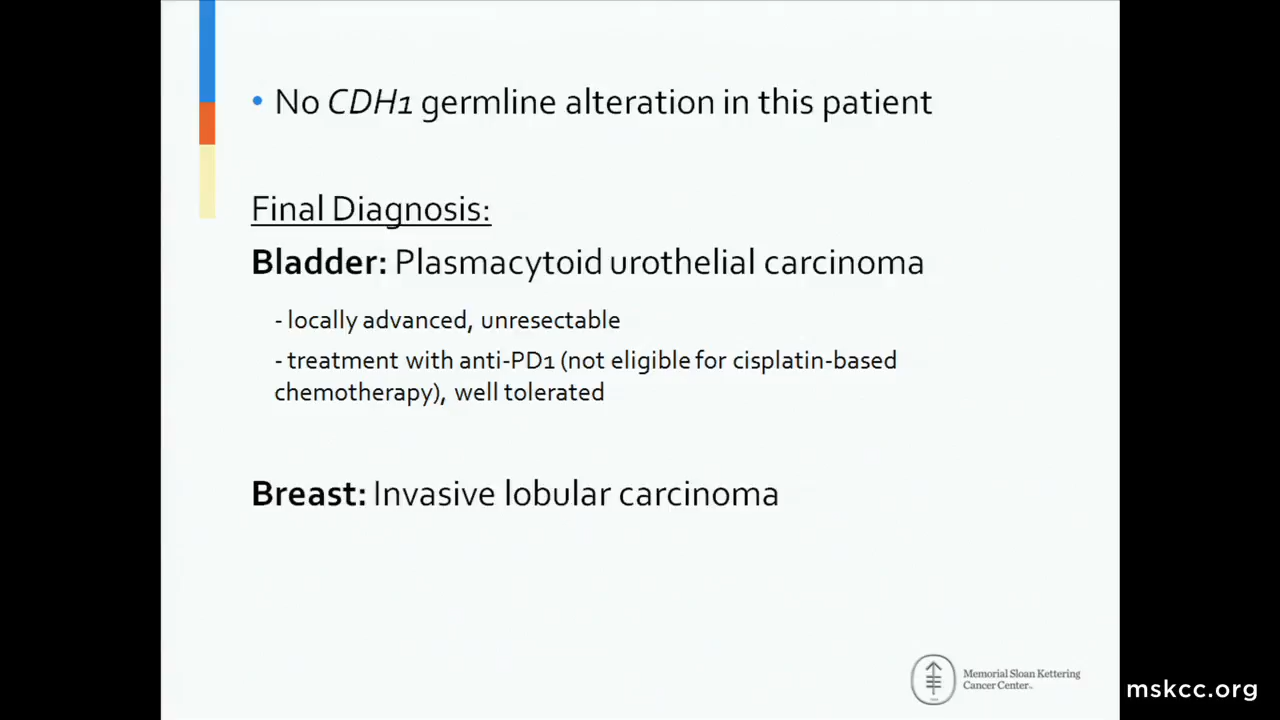 • No CDH1 germline alteration in this patient
Final Diagnosis:
Bladder: Plasmacytoid urothelial carcinoma
- locally advanced, unresectable
- treatment with anti-PD1 (not eligible for cisplatin-based
chemotherapy), well tolerated
Breast: Invasive lobular carcinoma
Memorial Sloan Kettering
Cancer Center
mskcc.org